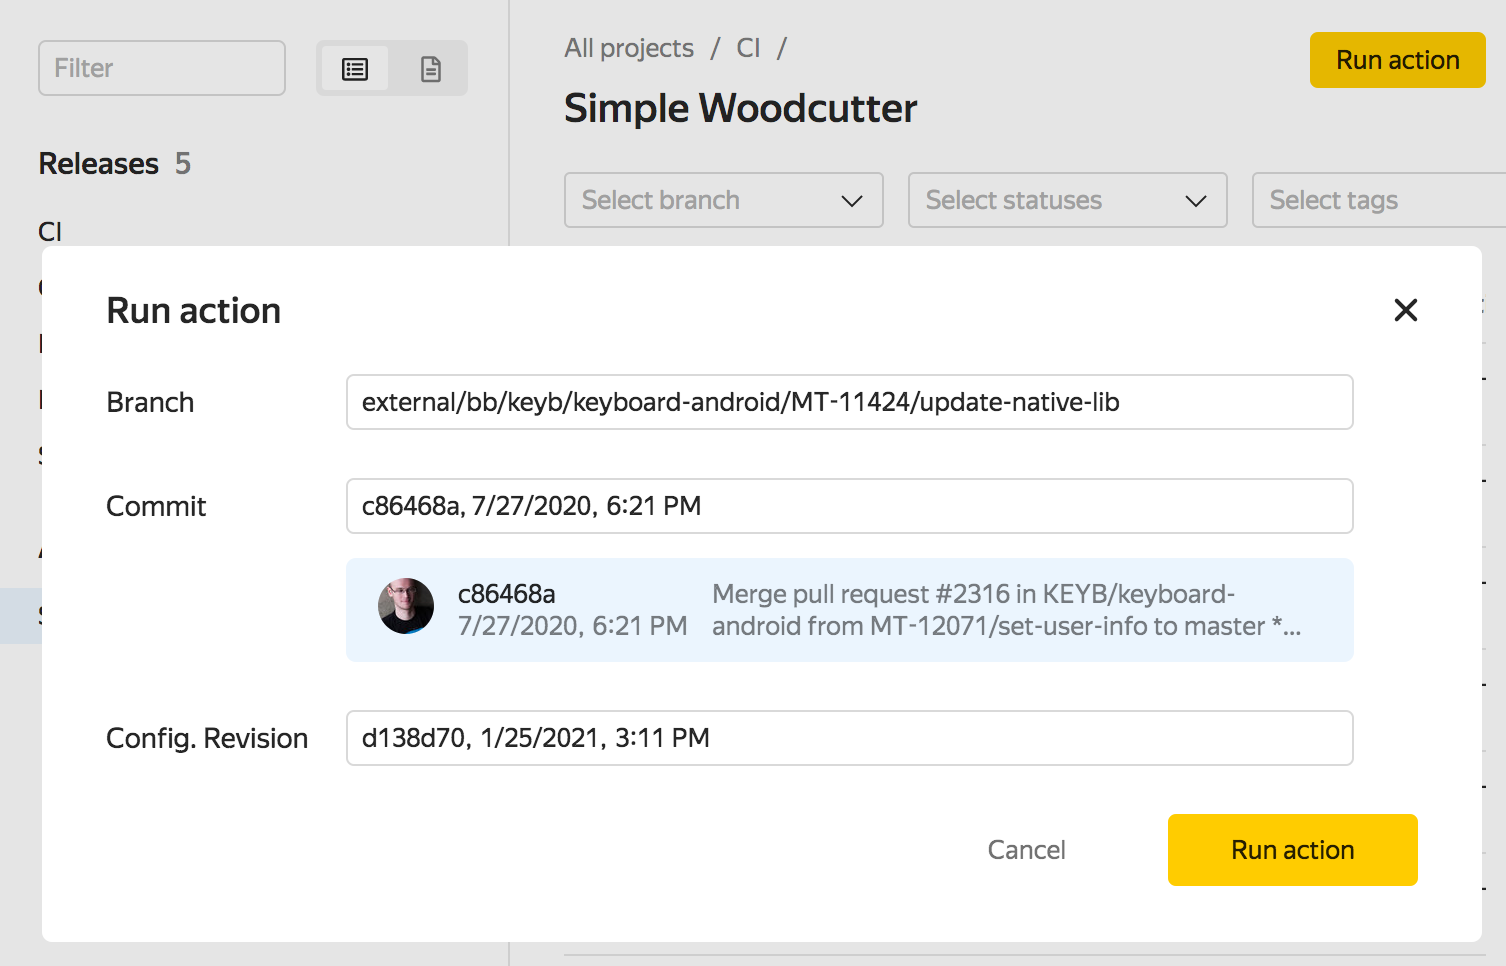 Filter
Releases 5
CI
All projects / CI /
Simple Woodcutter
Run action
Select branch
Select statuses
Select tags
Run action
Branch
external/bb/keyb/keyboard-android/MT-11424/update-native-lib
Commit
c86468a, 7/27/2020, 6:21 PM
c86468a
7/27/2020, 6:21 PM
Merge pull request #2316 in KEYB/keyboard-
android from MT-12071/set-user-info to master *...
Config. Revision
d138d70, 1/25/2021, 3:11 PM
Cancel
Run action